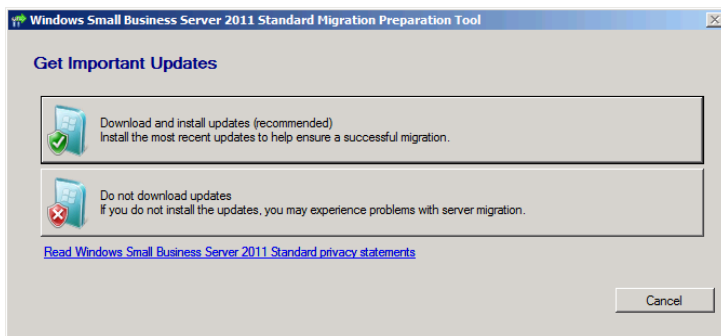 Windows Small Business Server 2011 Standard Migration Preparation Tool
Get Important Updates
Download and install updates (recommended)
Install the most recent updates to help ensure a successful migration.
Do not download updates
If you do not install the updates, you may experience problems with server migration.
Read Windows Small Business Server 2011 Standard privacy statements
Cancel